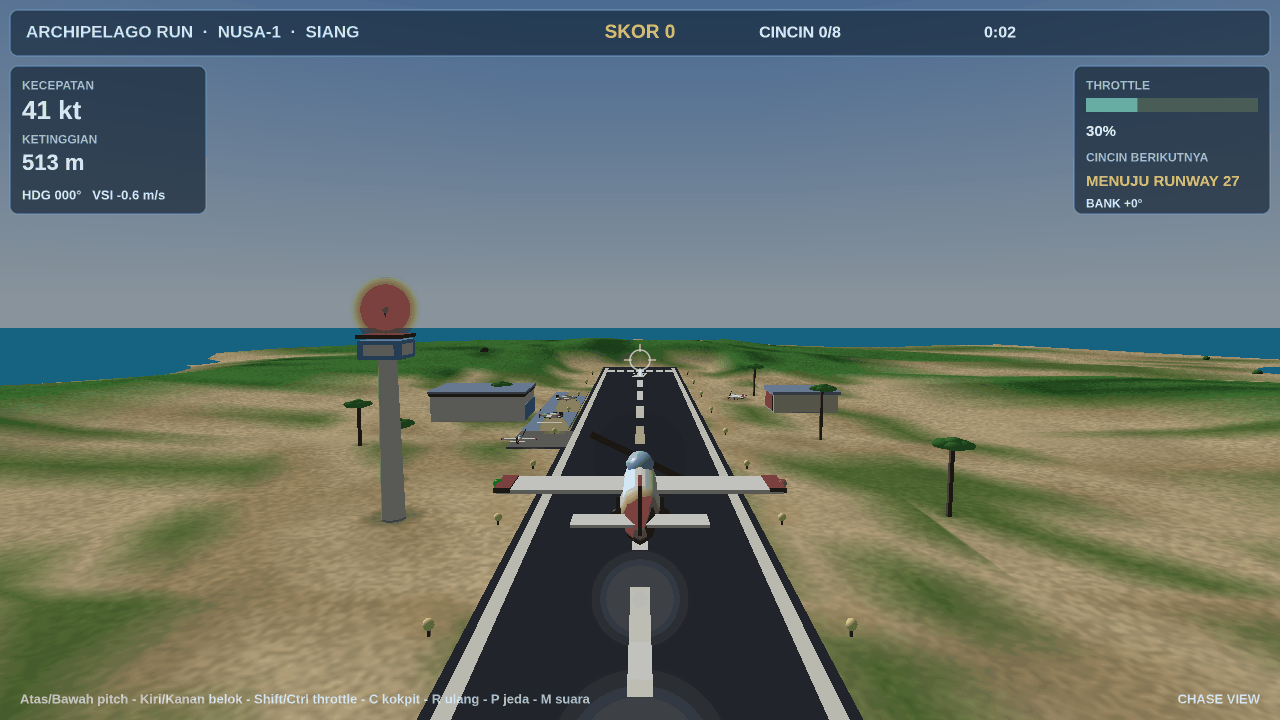 ARCHIPELAGO RUN · NUSA-1 · SIANG
SKOR 0
CINCIN 0/8
0:02
KECEPATAN
41 kt
KETINGGIAN
513 m
HDG 000° VSI -0.6 m/s
THROTTLE
30%
CINCIN BERIKUTNYA
MENUJU RUNWAY 27
BANK +0°
Atas/Bawah pitch - Kiri/Kanan belok - Shift/Ctrl throttle - C kokpit - R ulang - P jeda - M suara
CHASE VIEW